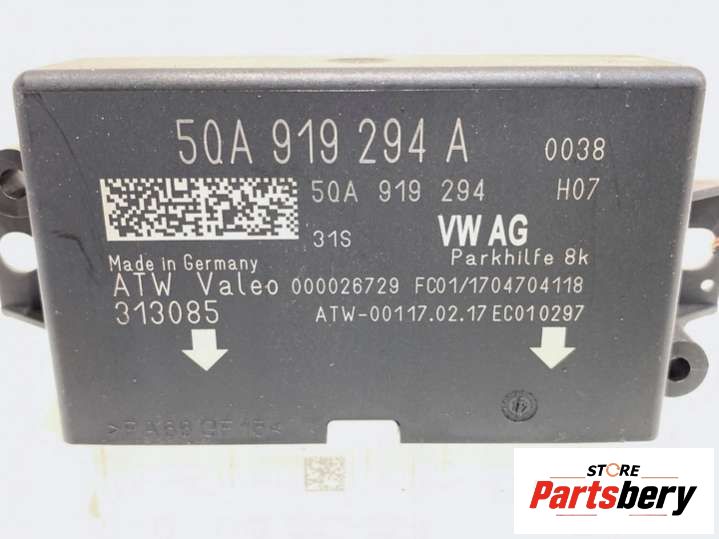 5QA 919 294 A 0038
5QA 919 294 H07
31S VW AG
Made in Germany Parkhilfe 8k
ATW Valeo 000026729 FC01/1704704118
313085 ATW-00117.02.17 EC010297
STORE
Partsbery